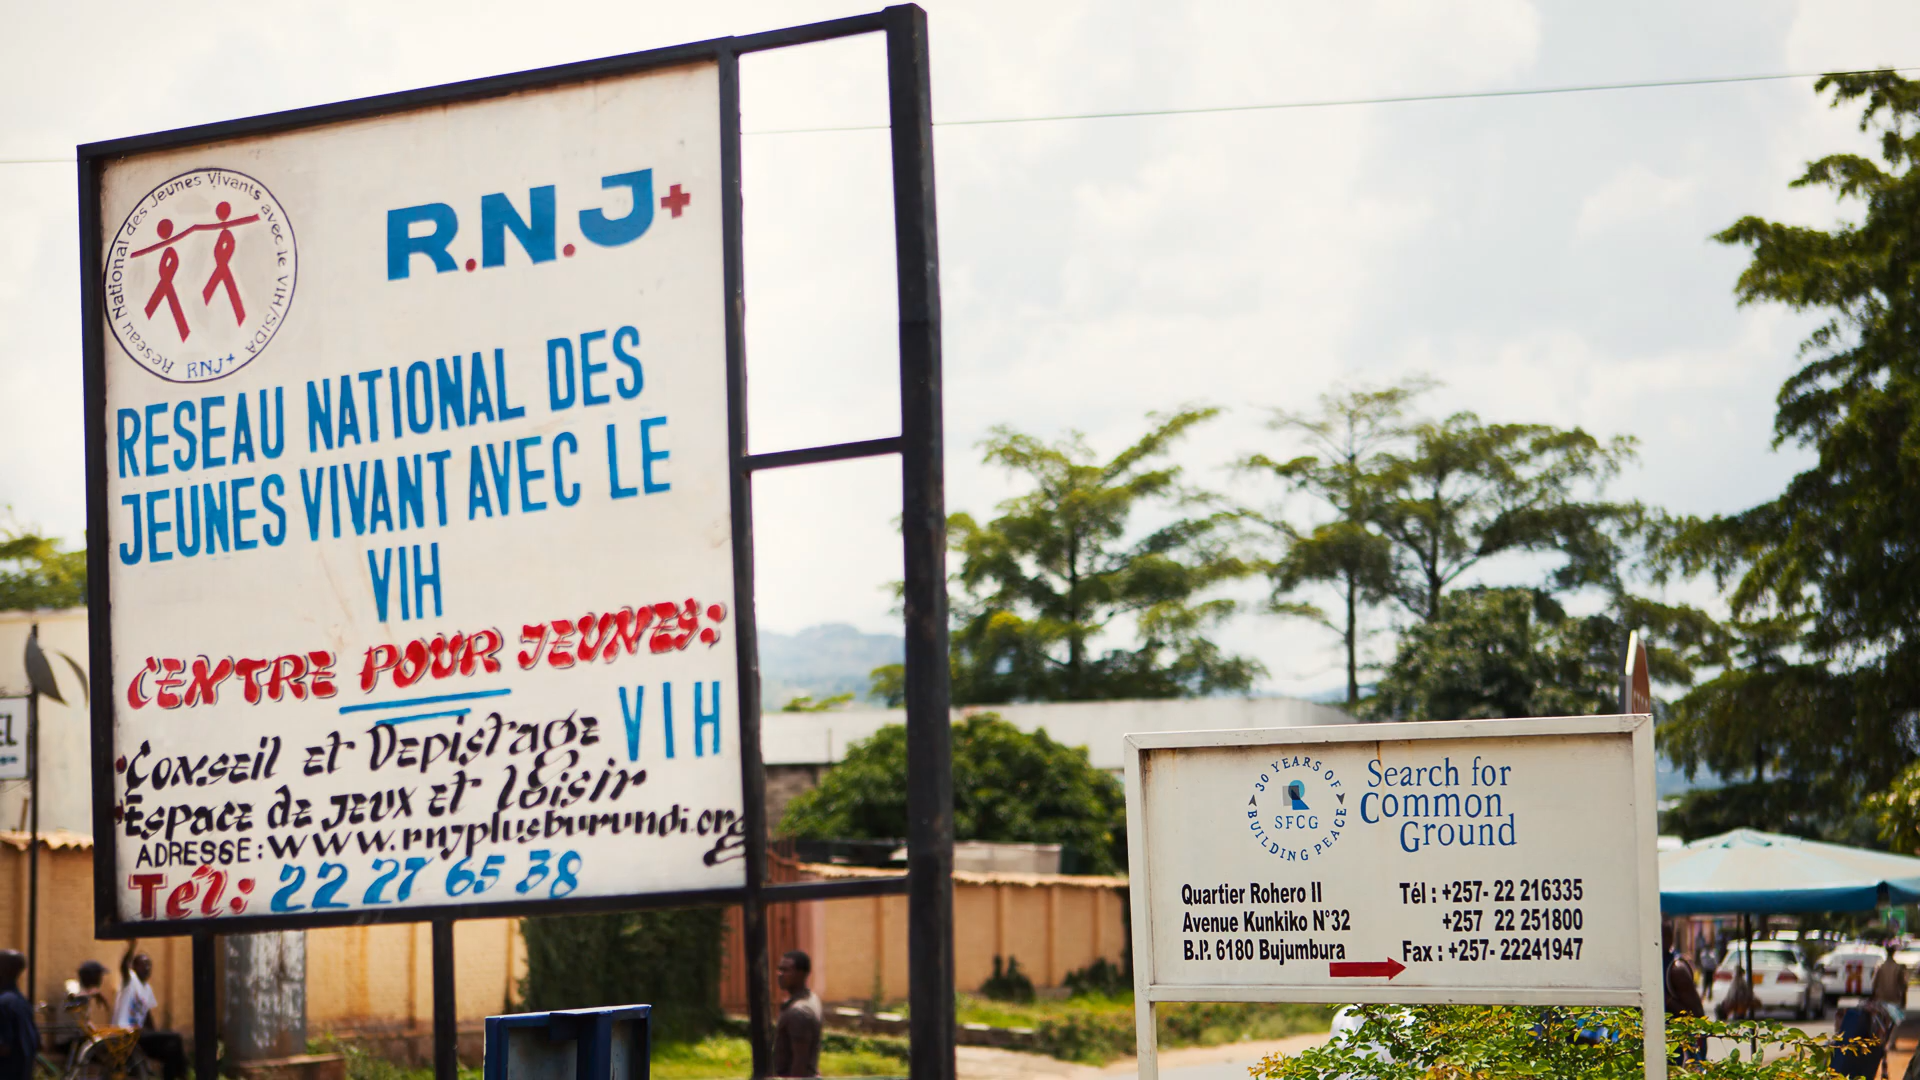 Reseau National des Jeunes Vivants avec le VIH/SIDA
RNJ+
R.N.J+
RESEAU NATIONAL DES
JEUNES VIVANT AVEC LE
VIH
CENTRE POUR JEUNES:
Conseil et Depistage VIH
Espace de jeux et loisir
ADRESSE: www.rnjplusburundi.org
Tél: 22 27 65 38
30 YEARS OF
BUILDING PEACE
SFCG
Search for
Common
Ground
Quartier Rohero II
Avenue Kunkiko N°32
B.P. 6180 Bujumbura
Tél : +257- 22 216335
+257 22 251800
Fax : +257- 22241947